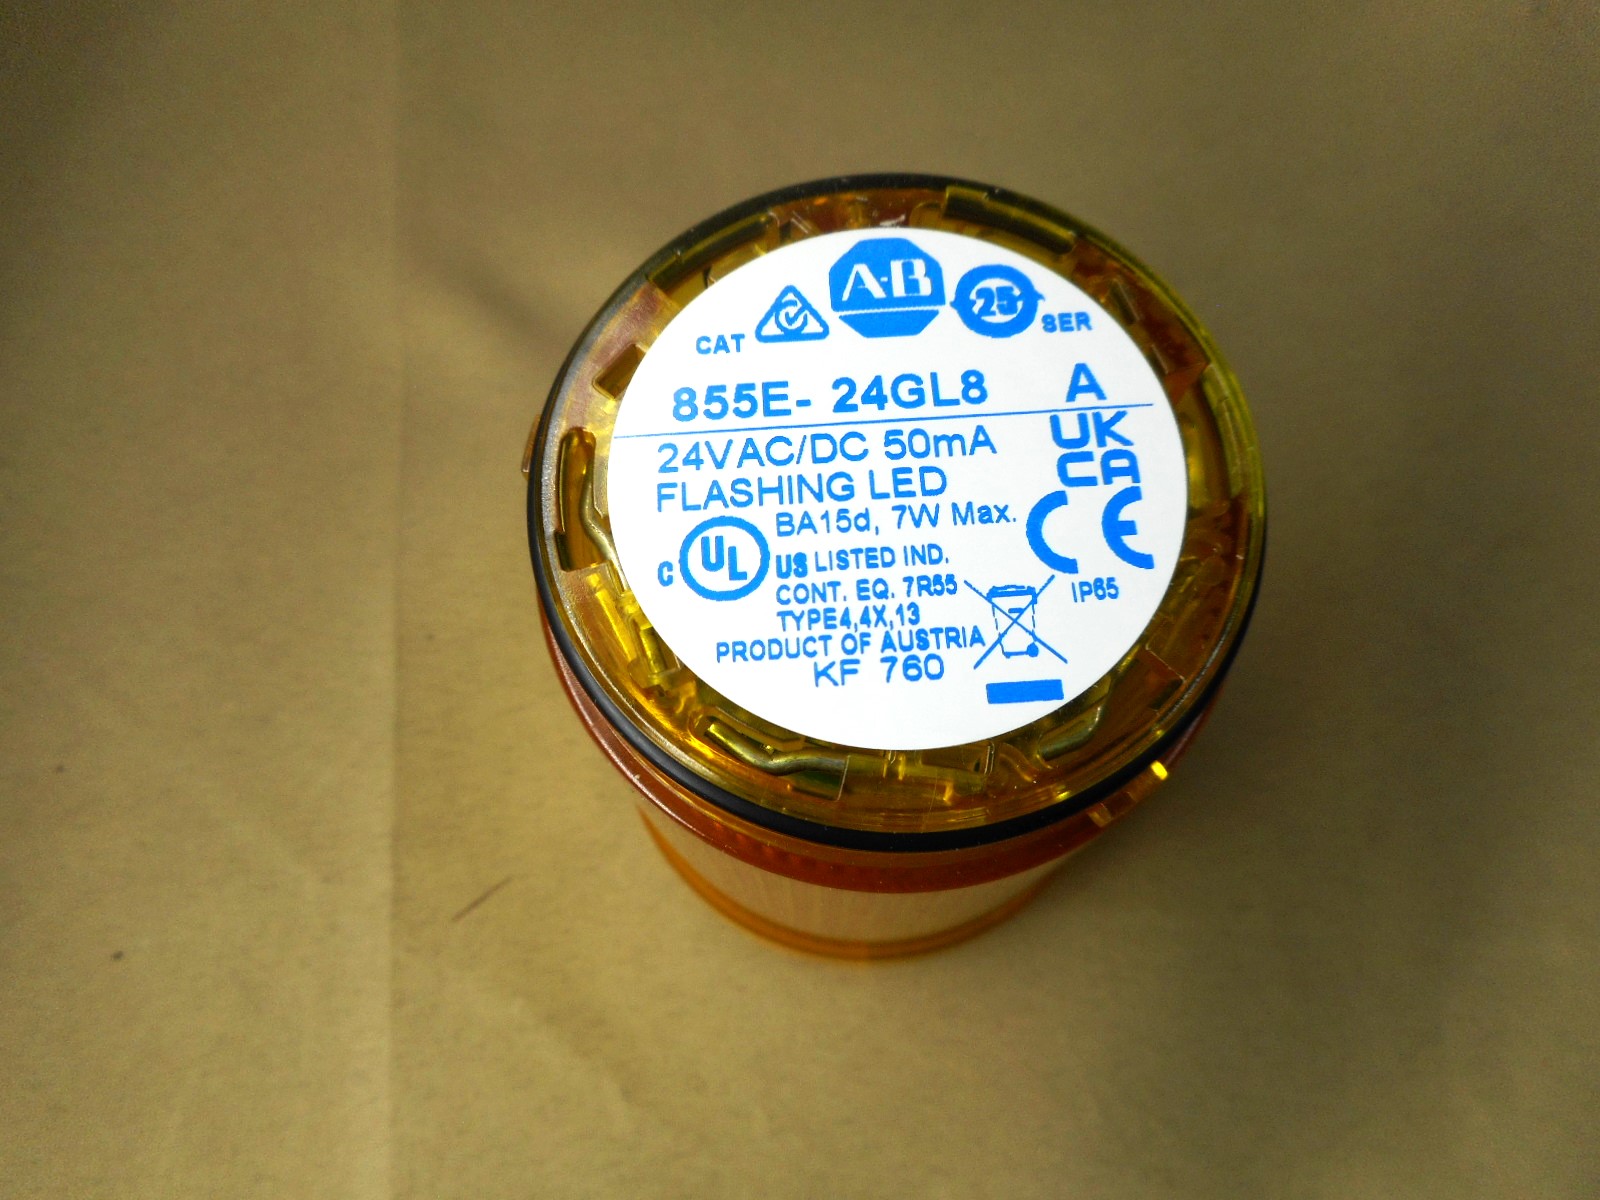 A-B
25
CAT
SER
855E- 24GL8
A
24VAC/DC 50mA
UK
CA
FLASHING LED
BA15d, 7W Max.
CE
C UL US LISTED IND.
CONT. EQ. 7R55
IP65
TYPE4,4X,13
PRODUCT OF AUSTRIA
KF 760